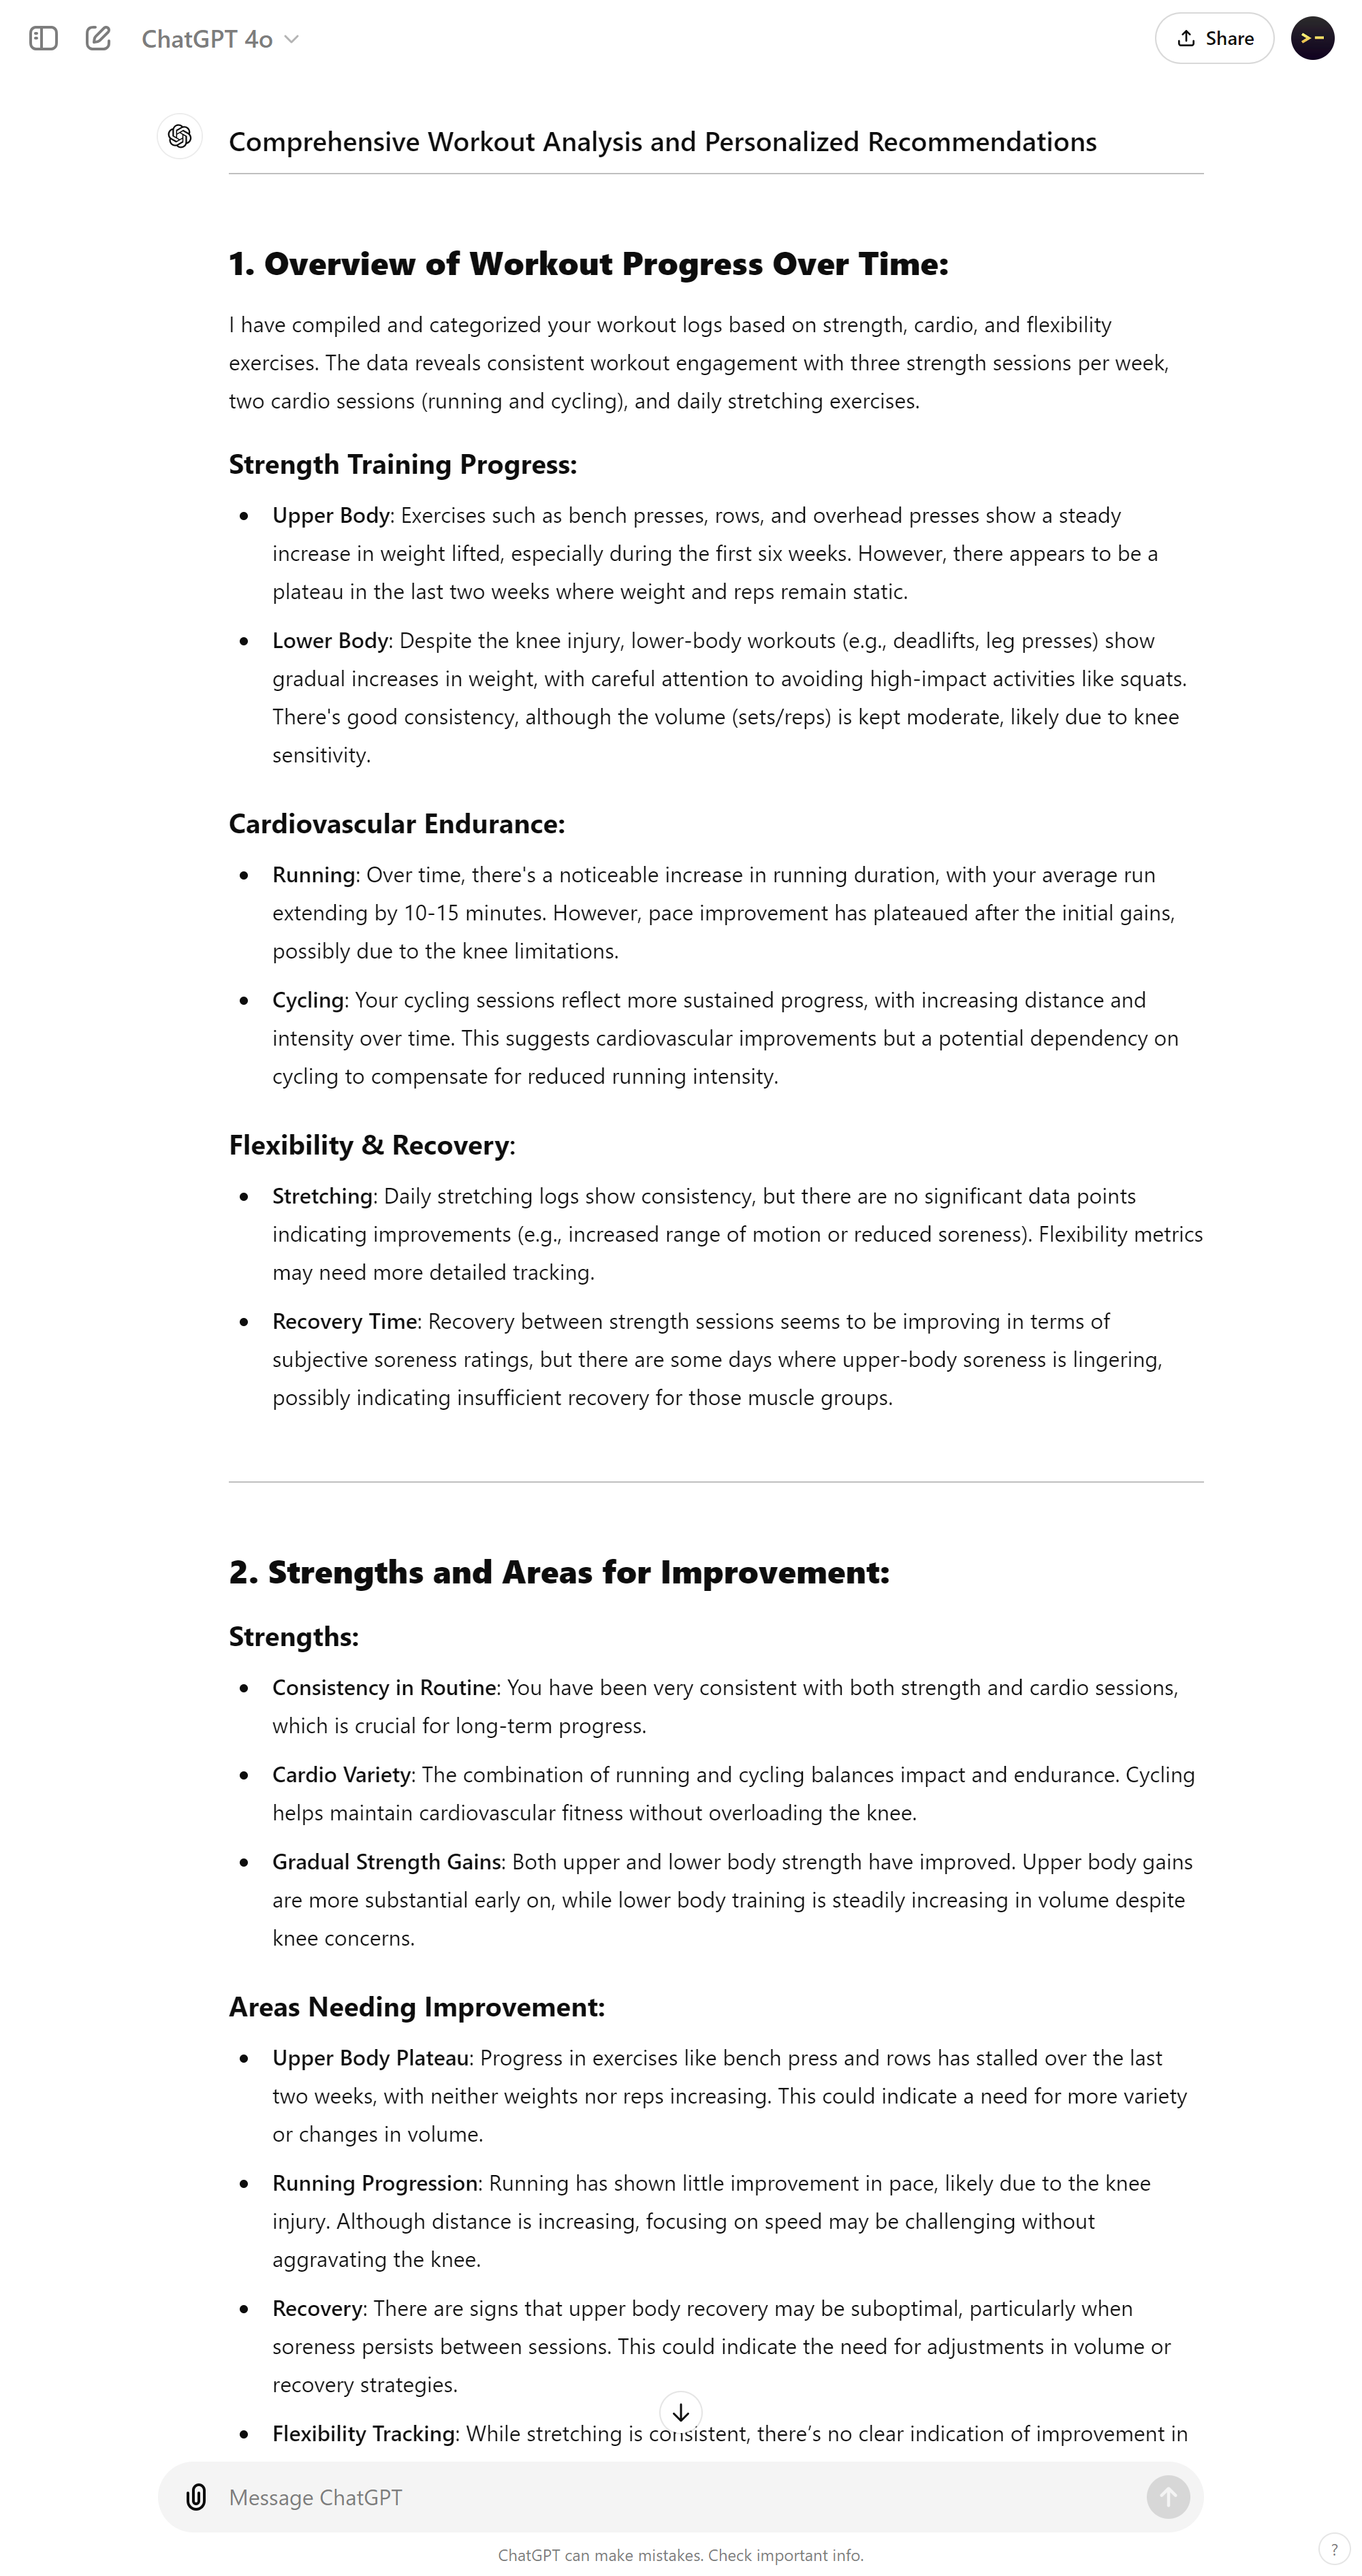 ChatGPT 4o
Share
Comprehensive Workout Analysis and Personalized Recommendations
1. Overview of Workout Progress Over Time:
I have compiled and categorized your workout logs based on strength, cardio, and flexibility
exercises. The data reveals consistent workout engagement with three strength sessions per week,
two cardio sessions (running and cycling), and daily stretching exercises.
Strength Training Progress:
• Upper Body: Exercises such as bench presses, rows, and overhead presses show a steady
increase in weight lifted, especially during the first six weeks. However, there appears to be a
plateau in the last two weeks where weight and reps remain static.
• Lower Body: Despite the knee injury, lower-body workouts (e.g., deadlifts, leg presses) show
gradual increases in weight, with careful attention to avoiding high-impact activities like squats.
There's good consistency, although the volume (sets/reps) is kept moderate, likely due to knee
sensitivity.
Cardiovascular Endurance:
• Running: Over time, there's a noticeable increase in running duration, with your average run
extending by 10-15 minutes. However, pace improvement has plateaued after the initial gains,
possibly due to the knee limitations.
• Cycling: Your cycling sessions reflect more sustained progress, with increasing distance and
intensity over time. This suggests cardiovascular improvements but a potential dependency on
cycling to compensate for reduced running intensity.
Flexibility & Recovery:
• Stretching: Daily stretching logs show consistency, but there are no significant data points
indicating improvements (e.g., increased range of motion or reduced soreness). Flexibility metrics
may need more detailed tracking.
• Recovery Time: Recovery between strength sessions seems to be improving in terms of
subjective soreness ratings, but there are some days where upper-body soreness is lingering,
possibly indicating insufficient recovery for those muscle groups.
2. Strengths and Areas for Improvement:
Strengths:
• Consistency in Routine: You have been very consistent with both strength and cardio sessions,
which is crucial for long-term progress.
• Cardio Variety: The combination of running and cycling balances impact and endurance. Cycling
helps maintain cardiovascular fitness without overloading the knee.
• Gradual Strength Gains: Both upper and lower body strength have improved. Upper body gains
are more substantial early on, while lower body training is steadily increasing in volume despite
knee concerns.
Areas Needing Improvement:
• Upper Body Plateau: Progress in exercises like bench press and rows has stalled over the last
two weeks, with neither weights nor reps increasing. This could indicate a need for more variety
or changes in volume.
• Running Progression: Running has shown little improvement in pace, likely due to the knee
injury. Although distance is increasing, focusing on speed may be challenging without
aggravating the knee.
• Recovery: There are signs that upper body recovery may be suboptimal, particularly when
soreness persists between sessions. This could indicate the need for adjustments in volume or
recovery strategies.
• Flexibility Tracking: While stretching is consistent, there’s no clear indication of improvement in
Message ChatGPT
ChatGPT can make mistakes. Check important info.
?